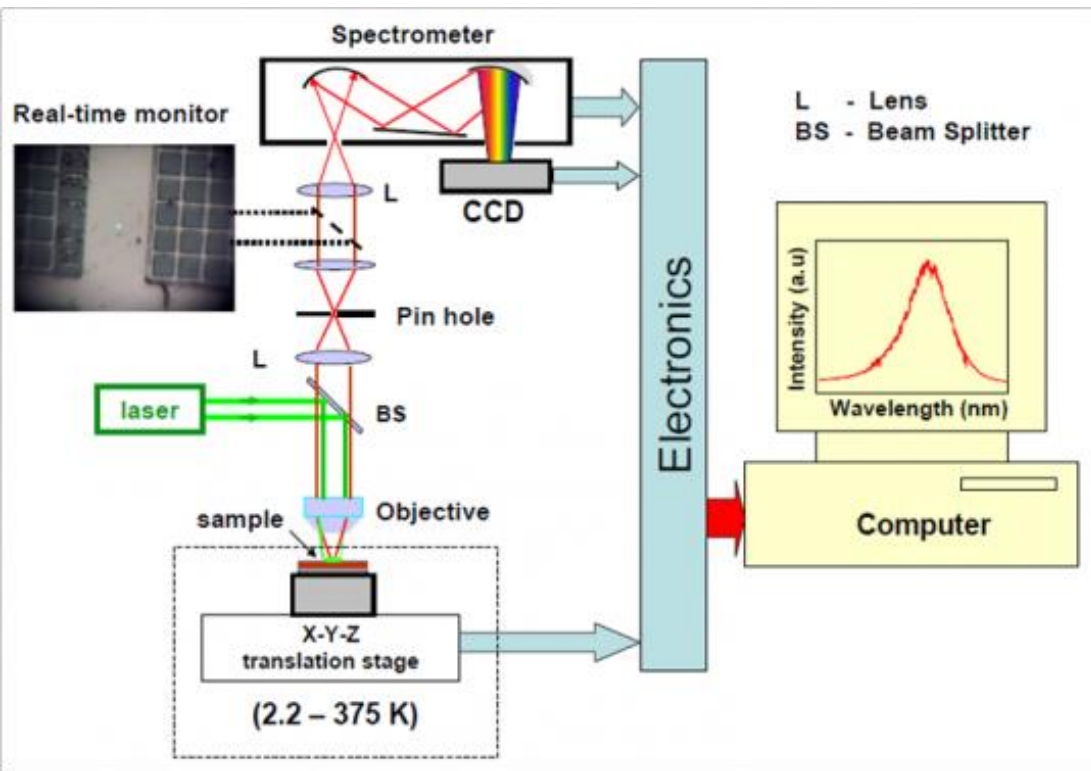 Spectrometer
Real-time monitor
L - Lens
BS - Beam Splitter
L
CCD
Pin hole
L
laser
BS
Electronics
Intensity (a.u)
Wavelength (nm)
Objective
sample
Computer
X-Y-Z
translation stage
(2.2 – 375 K)